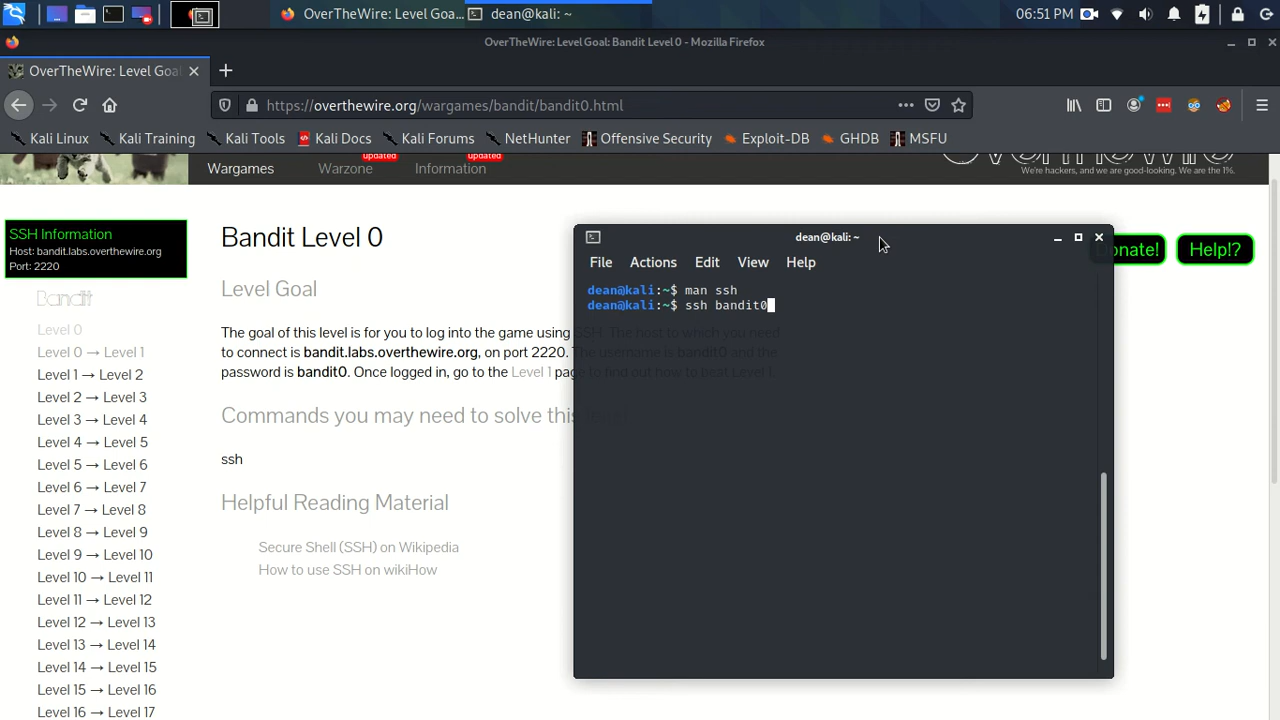 OverTheWire: Level Goa...
dean@kali: ~
06:51 PM
OverTheWire: Level Goal: Bandit Level 0 - Mozilla Firefox
OverTheWire: Level Goal
https://overthewire.org/wargames/bandit/bandit0.html
Kali Linux
Kali Training
Kali Tools
Kali Docs
Kali Forums
NetHunter
Offensive Security
Exploit-DB
GHDB
MSFU
Wargames
Warzone
updated
Information
updated
We're hackers, and we are good-looking. We are the 1%.
SSH Information
Host: bandit.labs.overthewire.org
Port: 2220
Bandit
Level 0
Level 0 → Level 1
Level 1 → Level 2
Level 2 → Level 3
Level 3 → Level 4
Level 4 → Level 5
Level 5 → Level 6
Level 6 → Level 7
Level 7 → Level 8
Level 8 → Level 9
Level 9 → Level 10
Level 10 → Level 11
Level 11 → Level 12
Level 12 → Level 13
Level 13 → Level 14
Level 14 → Level 15
Level 15 → Level 16
Level 16 → Level 17
Bandit Level 0
Level Goal
The goal of this level is for you to log into the game using SSH. The host to which you need
to connect is bandit.labs.overthewire.org, on port 2220. The username is bandit0 and the
password is bandit0. Once logged in, go to the Level 1 page to find out how to beat Level 1.
Commands you may need to solve this level
ssh
Helpful Reading Material
Secure Shell (SSH) on Wikipedia
How to use SSH on wikiHow
onate!
Help!?
dean@kali: ~
File Actions Edit View Help
dean@kali:~$ man ssh
dean@kali:~$ ssh bandit0